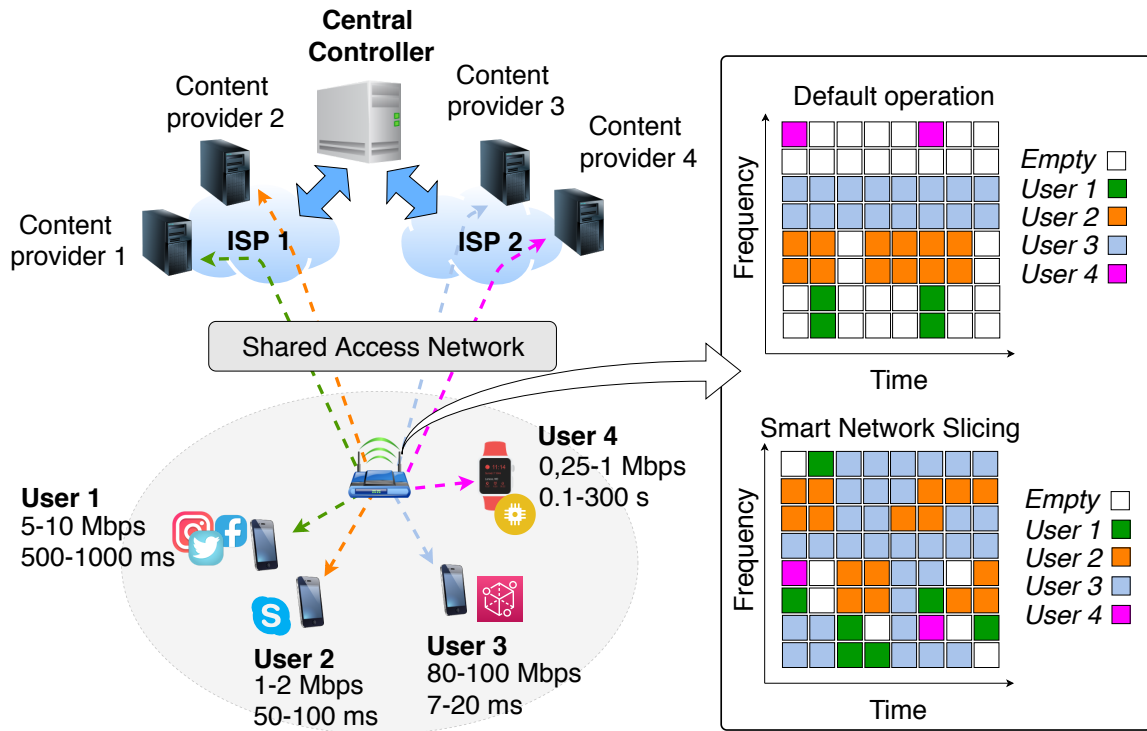 Central
Controller
Content
provider 2
Content
provider 3
Content
provider 4
Content
provider 1
ISP 1
ISP 2
Shared Access Network
User 1
5-10 Mbps
500-1000 ms
User 2
1-2 Mbps
50-100 ms
User 3
80-100 Mbps
7-20 ms
User 4
0,25-1 Mbps
0.1-300 s
Default operation
Frequency
Time
Empty
User 1
User 2
User 3
User 4
Smart Network Slicing
Frequency
Time
Empty
User 1
User 2
User 3
User 4